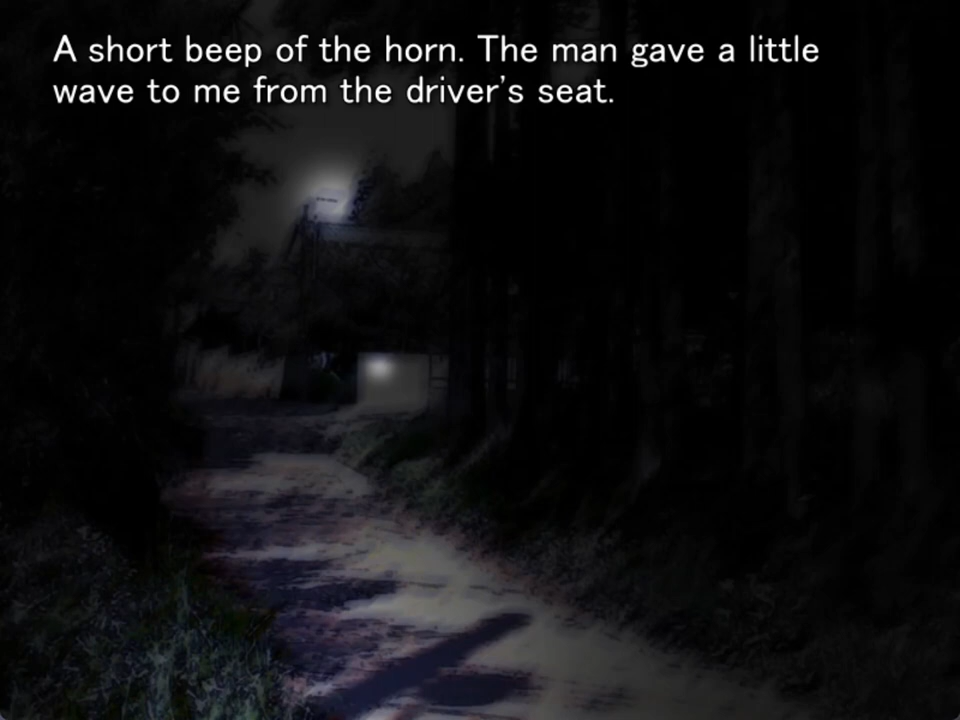 A short beep of the horn. The man gave a little
wave to me from the driver's seat.